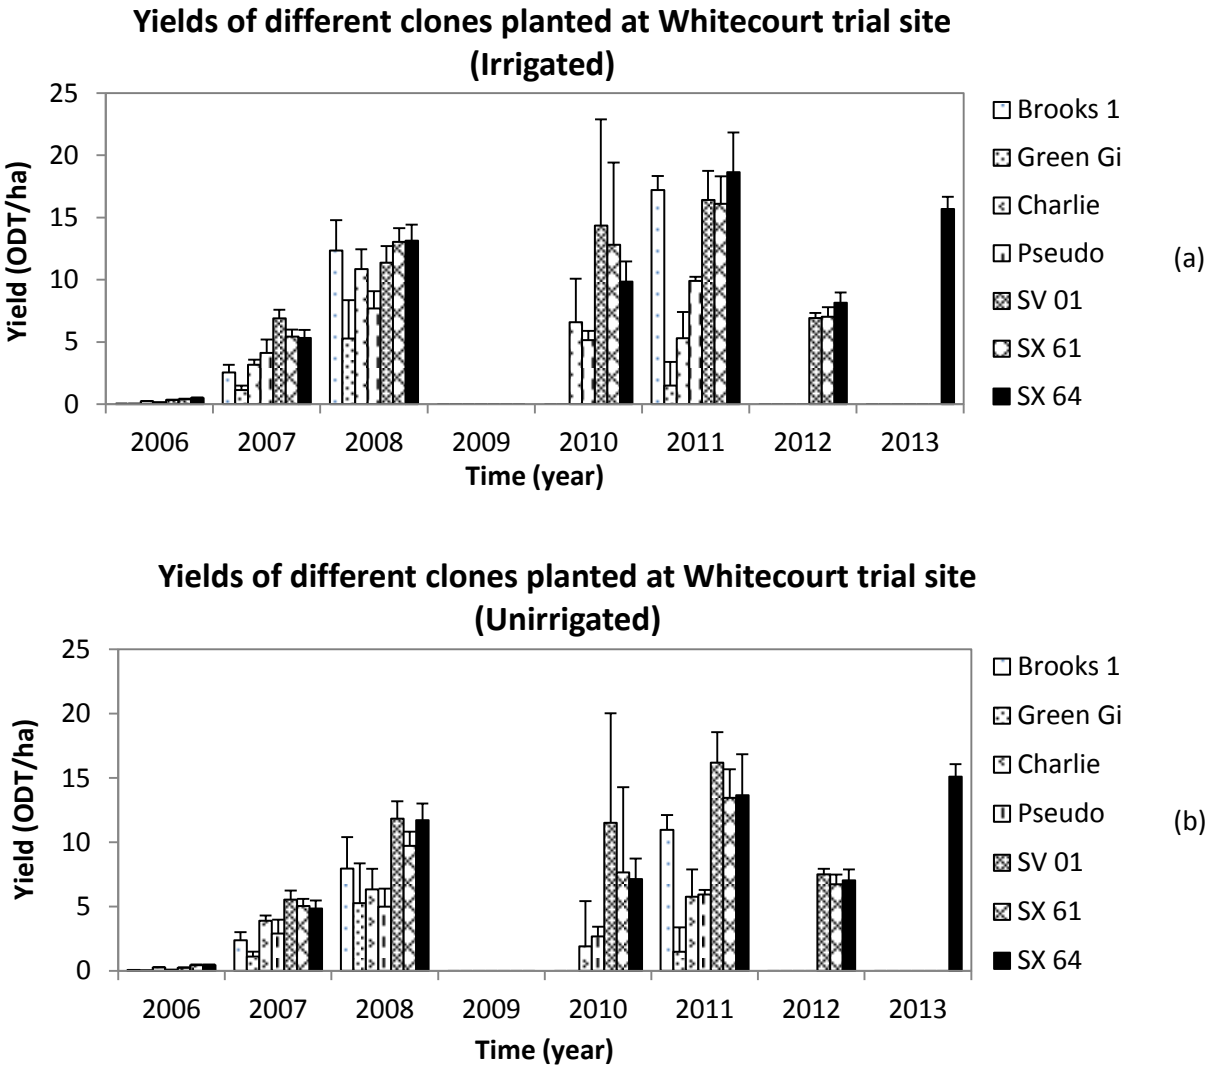 Yields of different clones planted at Whitecourt trial site
(Irrigated)
25
20
15
10
5
0
Yield (ODT/ha)
2006 2007 2008 2009 2010 2011 2012 2013
Time (year)
Brooks 1
Green Gi
Charlie
Pseudo
SV 01
SX 61
SX 64
(a)
Yields of different clones planted at Whitecourt trial site
(Unirrigated)
25
20
15
10
5
0
Yield (ODT/ha)
2006 2007 2008 2009 2010 2011 2012 2013
Time (year)
Brooks 1
Green Gi
Charlie
Pseudo
SV 01
SX 61
SX 64
(b)